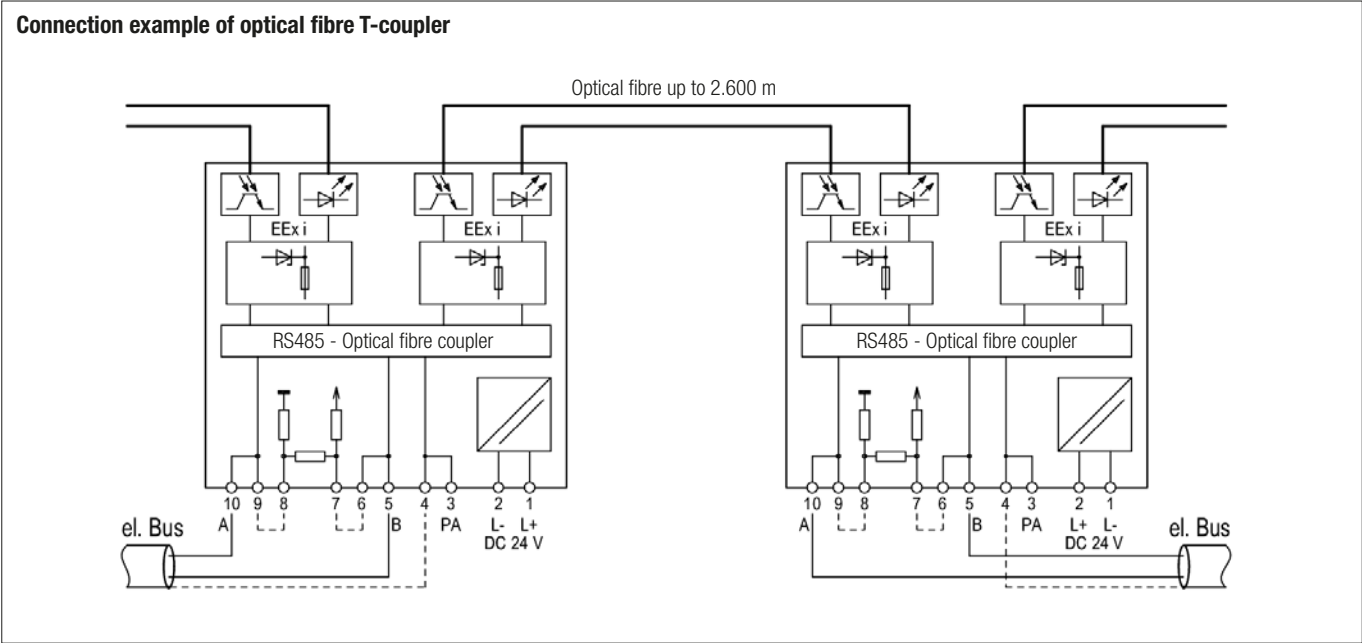 Connection example of optical fibre T-coupler
Optical fibre up to 2.600 m
EEx i EEx i EEx i EEx i
RS485 - Optical fibre coupler RS485 - Optical fibre coupler
10 9 8 7 6 5 4 3 2 1 10 9 8 7 6 5 4 3 2 1
A B PA L- L+ A B PA L+ L-
el. Bus DC 24 V DC 24 V el. Bus